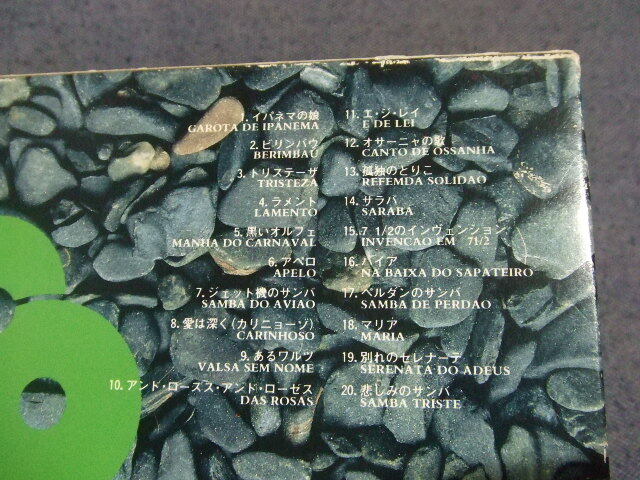 1. イパネマの娘
GAROTA DE IPANEMA
2. ビリンバウ
BERIMBAU
3. トリステーザ
TRISTEZA
4. ラメント
LAMENTO
5. 黒いオルフェ
MANHA DO CARNAVAL
6. アペロ
APELO
7. ジェット機のサンバ
SAMBA DO AVIAO
8. 愛は深く(カリニョーゾ)
CARINHOSO
9. あるワルツ
VALSA SEM NOME
10. アンド・ローズス・アンド・ローゼス
DAS ROSAS
11. エ・ジ・レイ
E DE LEI
12. オサーニャの歌
CANTO DE OSSANHA
13. 孤独のとりこ
REFEMDA SOLIDAO
14. サラバ
SARABA
15. 7 1/2のインヴェンション
INVENCAO EM 71/2
16. バイア
NA BAIXA DO SAPATEIRO
17. ペルダンのサンバ
SAMBA DE PERDAO
18. マリア
MARIA
19. 別れのセレナーデ
SERENATA DO ADEUS
20. 悲しみのサンバ
SAMBA TRISTE